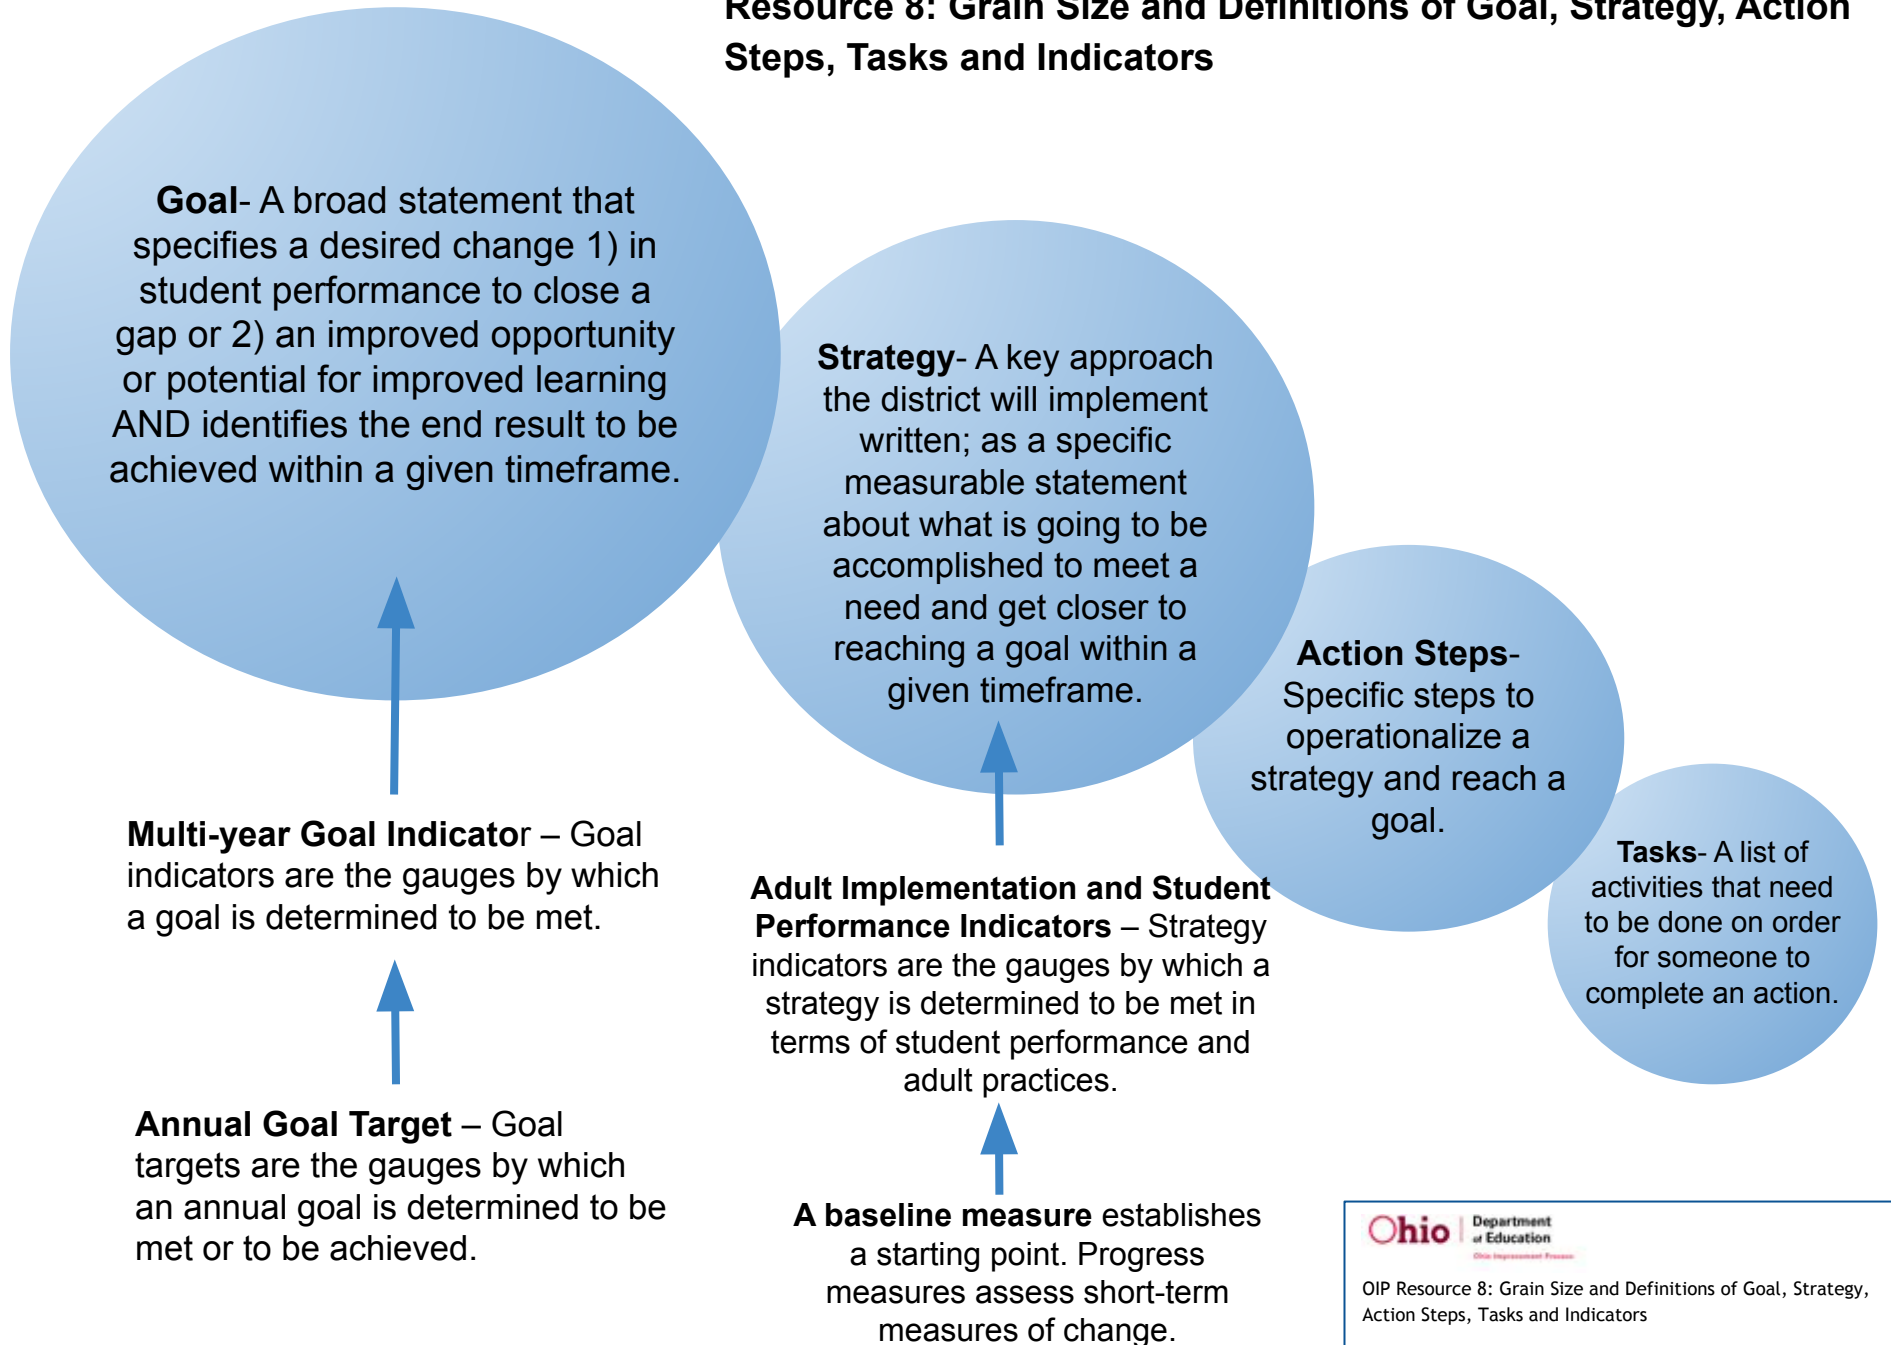 Resource 8: Grain Size and Definitions of Goal, Strategy, Action
Steps, Tasks and Indicators
Goal- A broad statement that
specifies a desired change 1) in
student performance to close a
gap or 2) an improved opportunity
or potential for improved learning
AND identifies the end result to be
achieved within a given timeframe.
Strategy- A key approach
the district will implement
written; as a specific
measurable statement
about what is going to be
accomplished to meet a
need and get closer to
reaching a goal within a
given timeframe.
Action Steps-
Specific steps to
operationalize a
strategy and reach a
goal.
Tasks- A list of
activities that need
to be done on order
for someone to
complete an action.
Multi-year Goal Indicator – Goal
indicators are the gauges by which
a goal is determined to be met.
Annual Goal Target – Goal
targets are the gauges by which
an annual goal is determined to be
met or to be achieved.
Adult Implementation and Student
Performance Indicators – Strategy
indicators are the gauges by which a
strategy is determined to be met in
terms of student performance and
adult practices.
A baseline measure establishes
a starting point. Progress
measures assess short-term
measures of change.
Ohio Department
of Education
Ohio Improvement Process
OIP Resource 8: Grain Size and Definitions of Goal, Strategy,
Action Steps, Tasks and Indicators